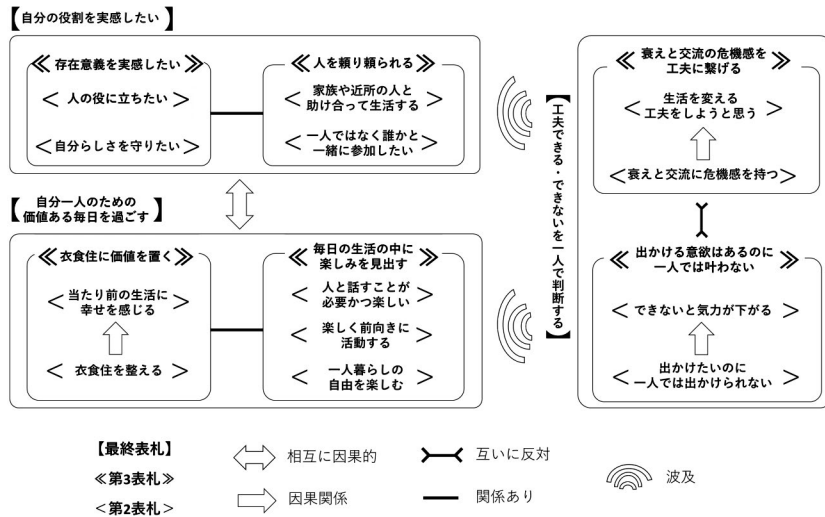 【自分の役割を実感したい】
≪存在意義を実感したい≫
<人の役に立ちたい>
<自分らしさを守りたい>
≪人を頼り頼られる≫
<家族や近所の人と
助け合って生活する>
<一人ではなく誰かと
一緒に参加したい>
【自分一人のための
価値ある毎日を過ごす】
≪衣食住に価値を置く≫
<当たり前の生活に
幸せを感じる>
<衣食住を整える>
≪毎日の生活の中に
楽しみを見出す≫
<人と話すことが
必要かつ楽しい>
<楽しく前向きに
活動する>
<一人暮らしの
自由を楽しむ>
【工夫できる・できないを一人で判断する】
≪衰えと交流の危機感を
工夫に繋げる≫
<生活を変える
工夫をしようと思う>
<衰えと交流に危機感を持つ>
≪出かける意欲はあるのに
一人では叶わない≫
<できないと気力が下がる>
<出かけたいのに
一人では出かけられない>
【最終表札】
≪第3表札≫
<第2表札>
相互に因果的
因果関係
互いに反対
関係あり
波及